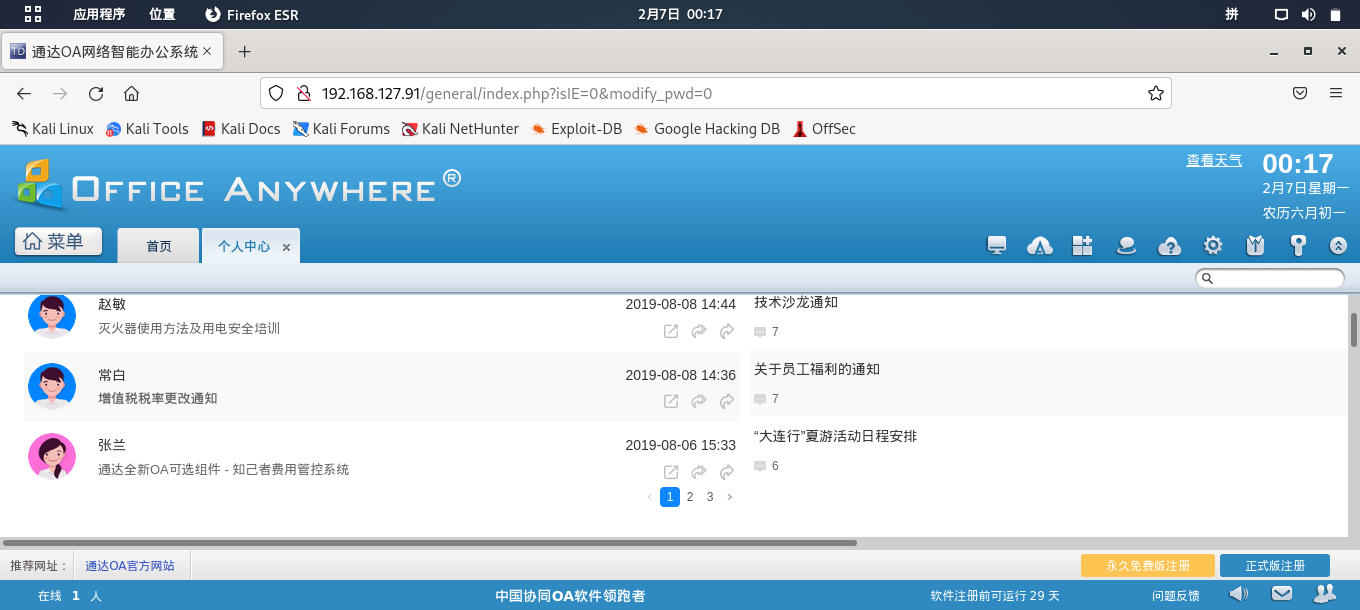 应用程序 位置 Firefox ESR 2月7日 00:17 拼
通达OA网络智能办公系统
192.168.127.91/general/index.php?isIE=0&modify_pwd=0
Kali Linux Kali Tools Kali Docs Kali Forums Kali NetHunter Exploit-DB Google Hacking DB OffSec
查看天气 00:17
OFFICE ANYWHERE®
2月7日星期一
农历六月初一
菜单 首页 个人中心
赵敏 2019-08-08 14:44
灭火器使用方法及用电安全培训
技术沙龙通知
7
常白 2019-08-08 14:36
增值税税率更改通知
关于员工福利的通知
7
张兰 2019-08-06 15:33
通达全新OA可选组件 - 知己者费用管控系统
“大连行”夏游活动日程安排
6
1 2 3
推荐网址： 通达OA官方网站 永久免费版注册 正式版注册
在线 1 人 中国协同OA软件领跑者 软件注册前可运行 29 天 问题反馈